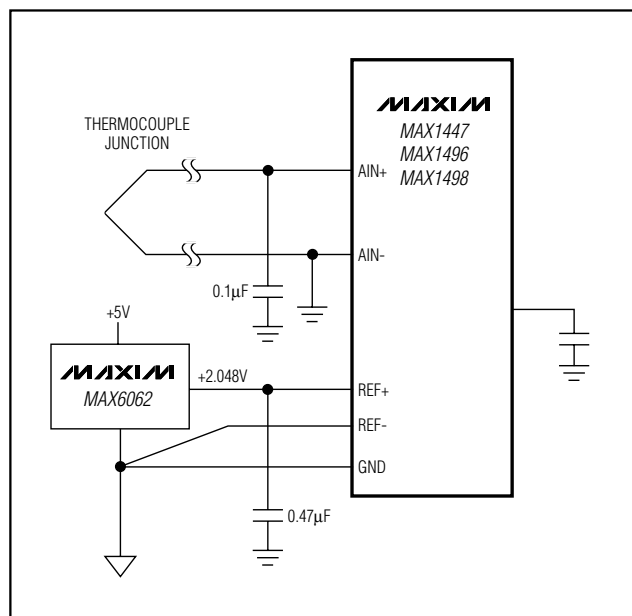 MAXIM
MAX1447
MAX1496
MAX1498
THERMOCOUPLE
JUNCTION
AIN+
AIN-
0.1μF
+5V
MAXIM
MAX6062
+2.048V
REF+
REF-
GND
0.47μF